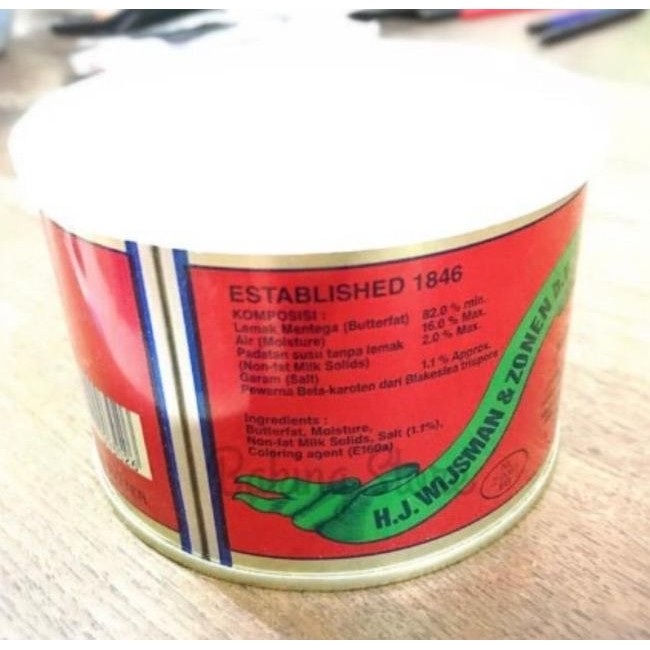 ESTABLISHED 1846
KOMPOSISI :
Lemak Mentega (Butterfat) 82.0 % min.
Air (Moisture) 16.0 % Max.
Padatan susu tanpa lemak 2.0 % Max.
(Non-fat Milk Solids)
Garam (Salt) 1.1 % Approx.
Pewarna Beta-karoten dari Blakeslea trispora
Ingredients :
Butterfat, Moisture,
Non-fat Milk Solids, Salt (1.1%),
Coloring agent (E160a)
H.J. WIJSMAN & ZONEN